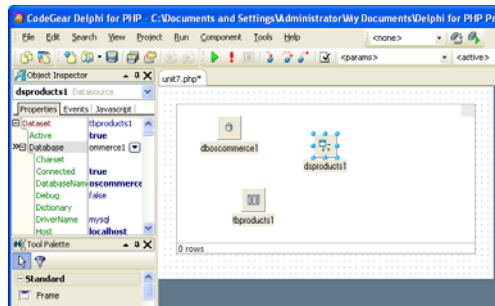 CodeGear Delphi for PHP - C:\Documents and Settings\Administrator\My Documents\Delphi for PHP Pr
File Edit Search View Project Run Component Tools Help <none>
<params> <active>
Object Inspector
unit7.php*
dsproducts1 Datasource
Properties Events Javascript
Dataset tbproducts1
Active true
Database ommerce1
Charset
Connected true
DatabaseNam oscommerce
Debug false
Dictionary
DriverName mysql
Host localhost
Tool Palette
Standard
Frame
dboscommerce1
dsproducts1
tbproducts1
0 rows